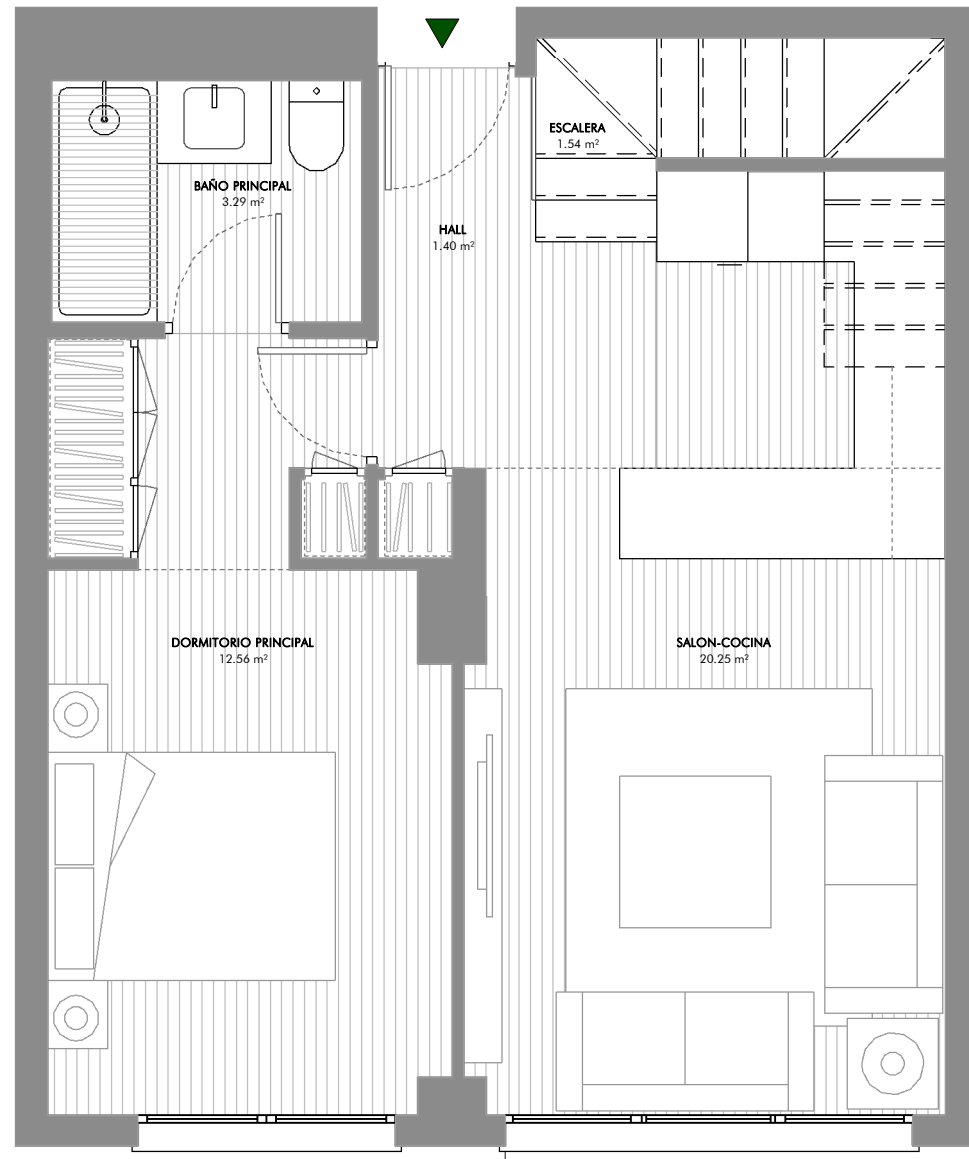 ESCALERA
1.54 m²
BAÑO PRINCIPAL
3.29 m²
HALL
1.40 m²
DORMITORIO PRINCIPAL
12.56 m²
SALON-COCINA
20.25 m²